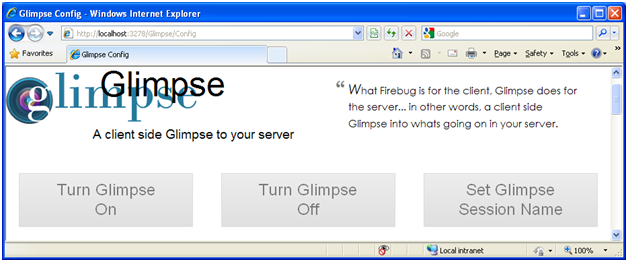 Glimpse Config - Windows Internet Explorer
http://localhost:3278/Glimpse/Config
Google
Favorites
Glimpse Config
Page
Safety
Tools
glimpse
Glimpse
A client side Glimpse to your server
“ What Firebug is for the client, Glimpse does for
the server... in other words, a client side
Glimpse into whats going on in your server.
Turn Glimpse
On
Turn Glimpse
Off
Set Glimpse
Session Name
Local intranet
100%